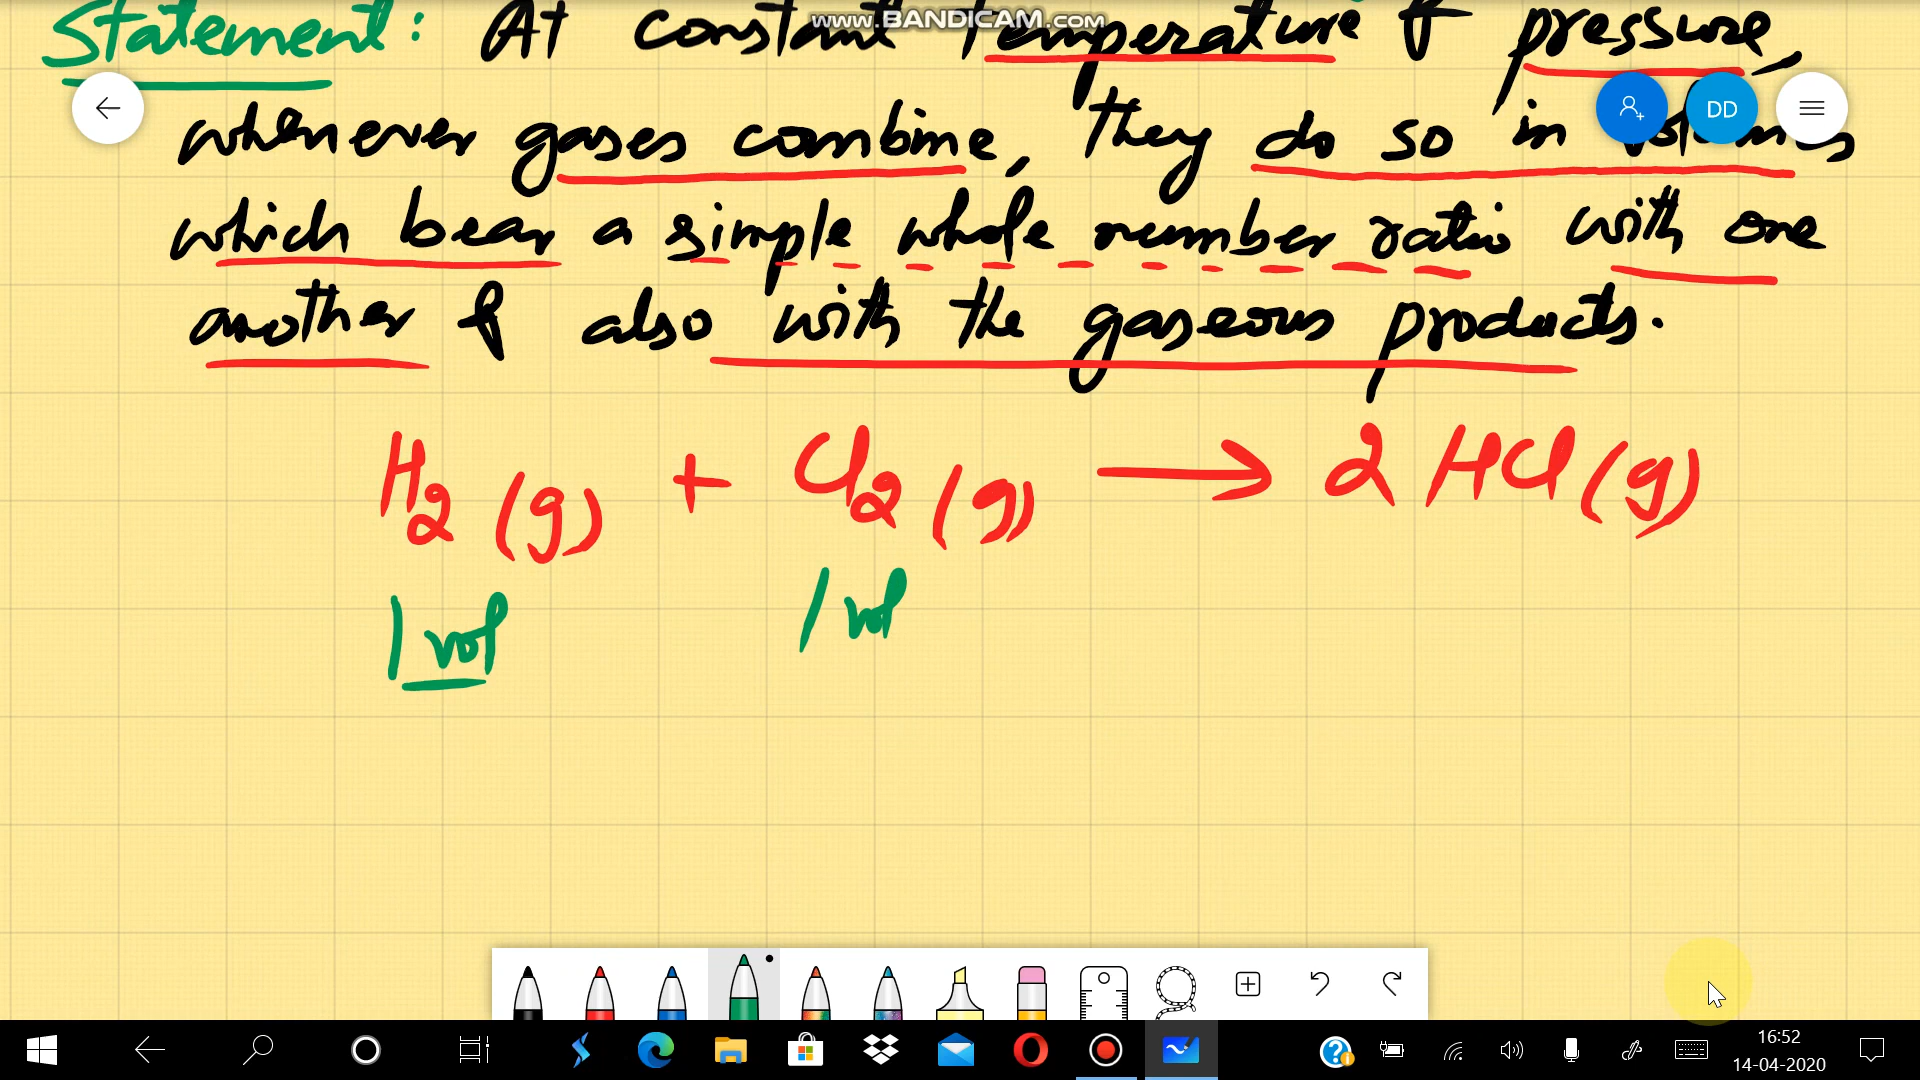 www.BANDICAM.com
Statement: At constant temperature & pressure,
whenever gases combine, they do so in volumes
DD
which bear a simple whole number ratio with one
another & also with the gaseous products.
H2 (g) + Cl2 (g) → 2 HCl (g)
1 vol 1 vol
16:52
14-04-2020